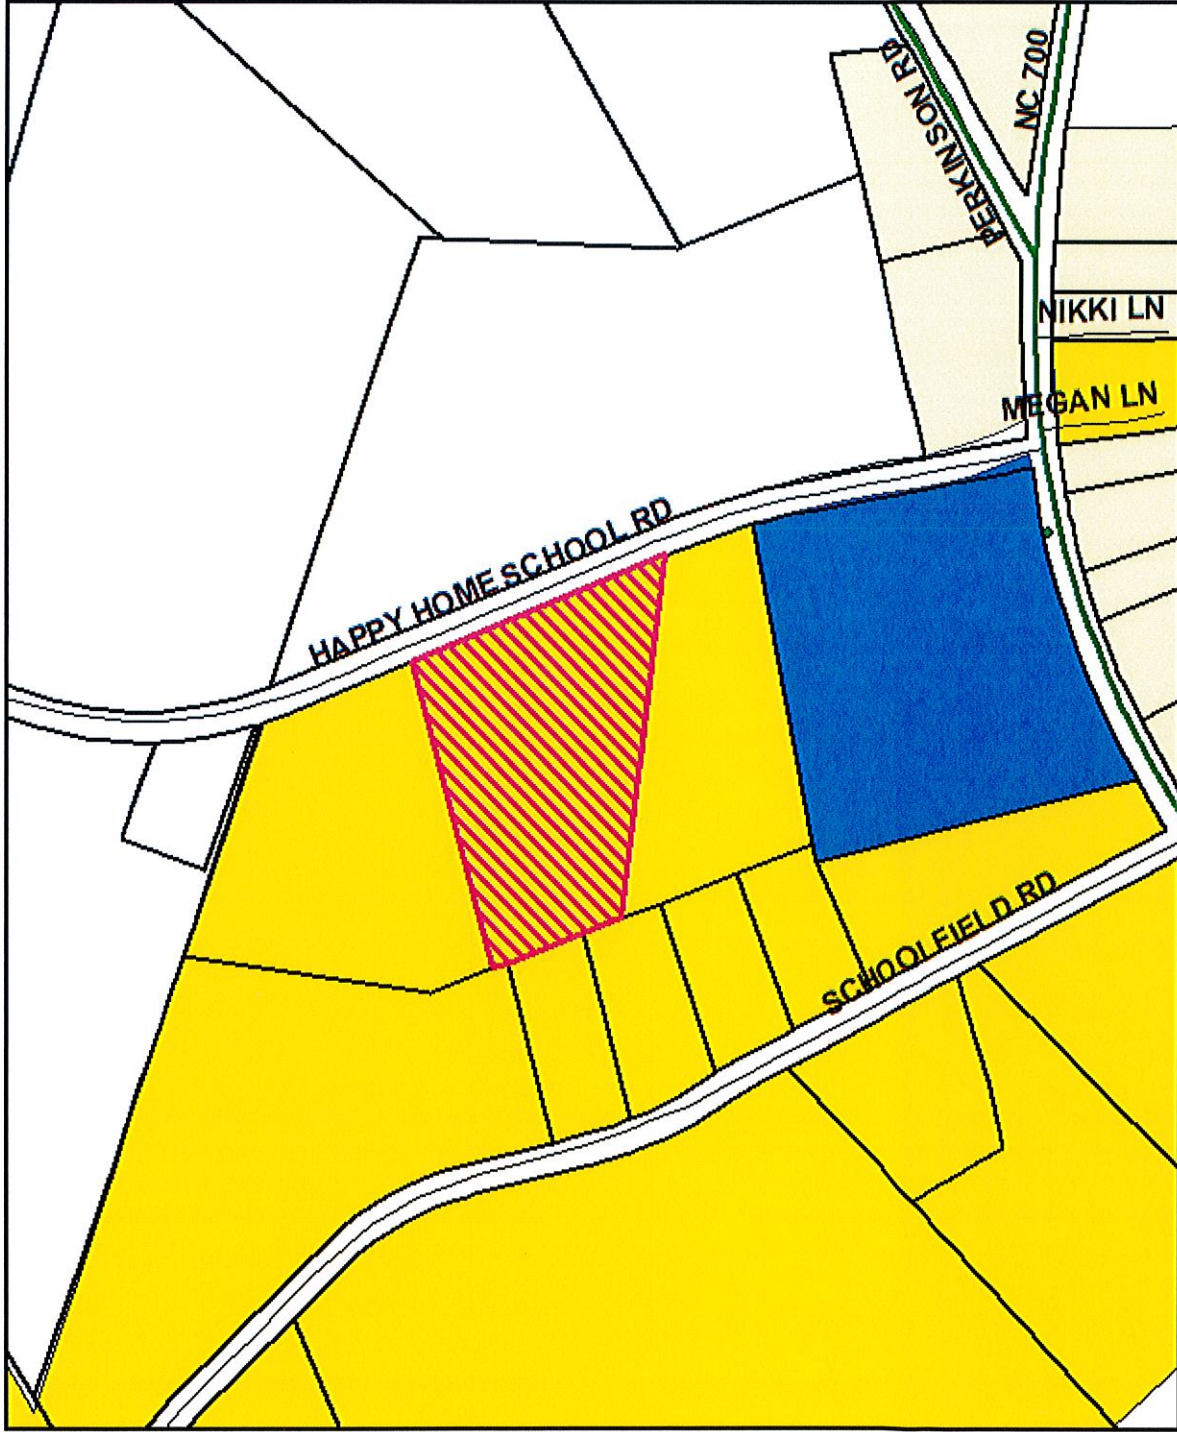 PERKINSON RD
NC 700
NIKKI LN
MEGAN LN
HAPPY HOME SCHOOL RD
SCHOOLFIELD RD